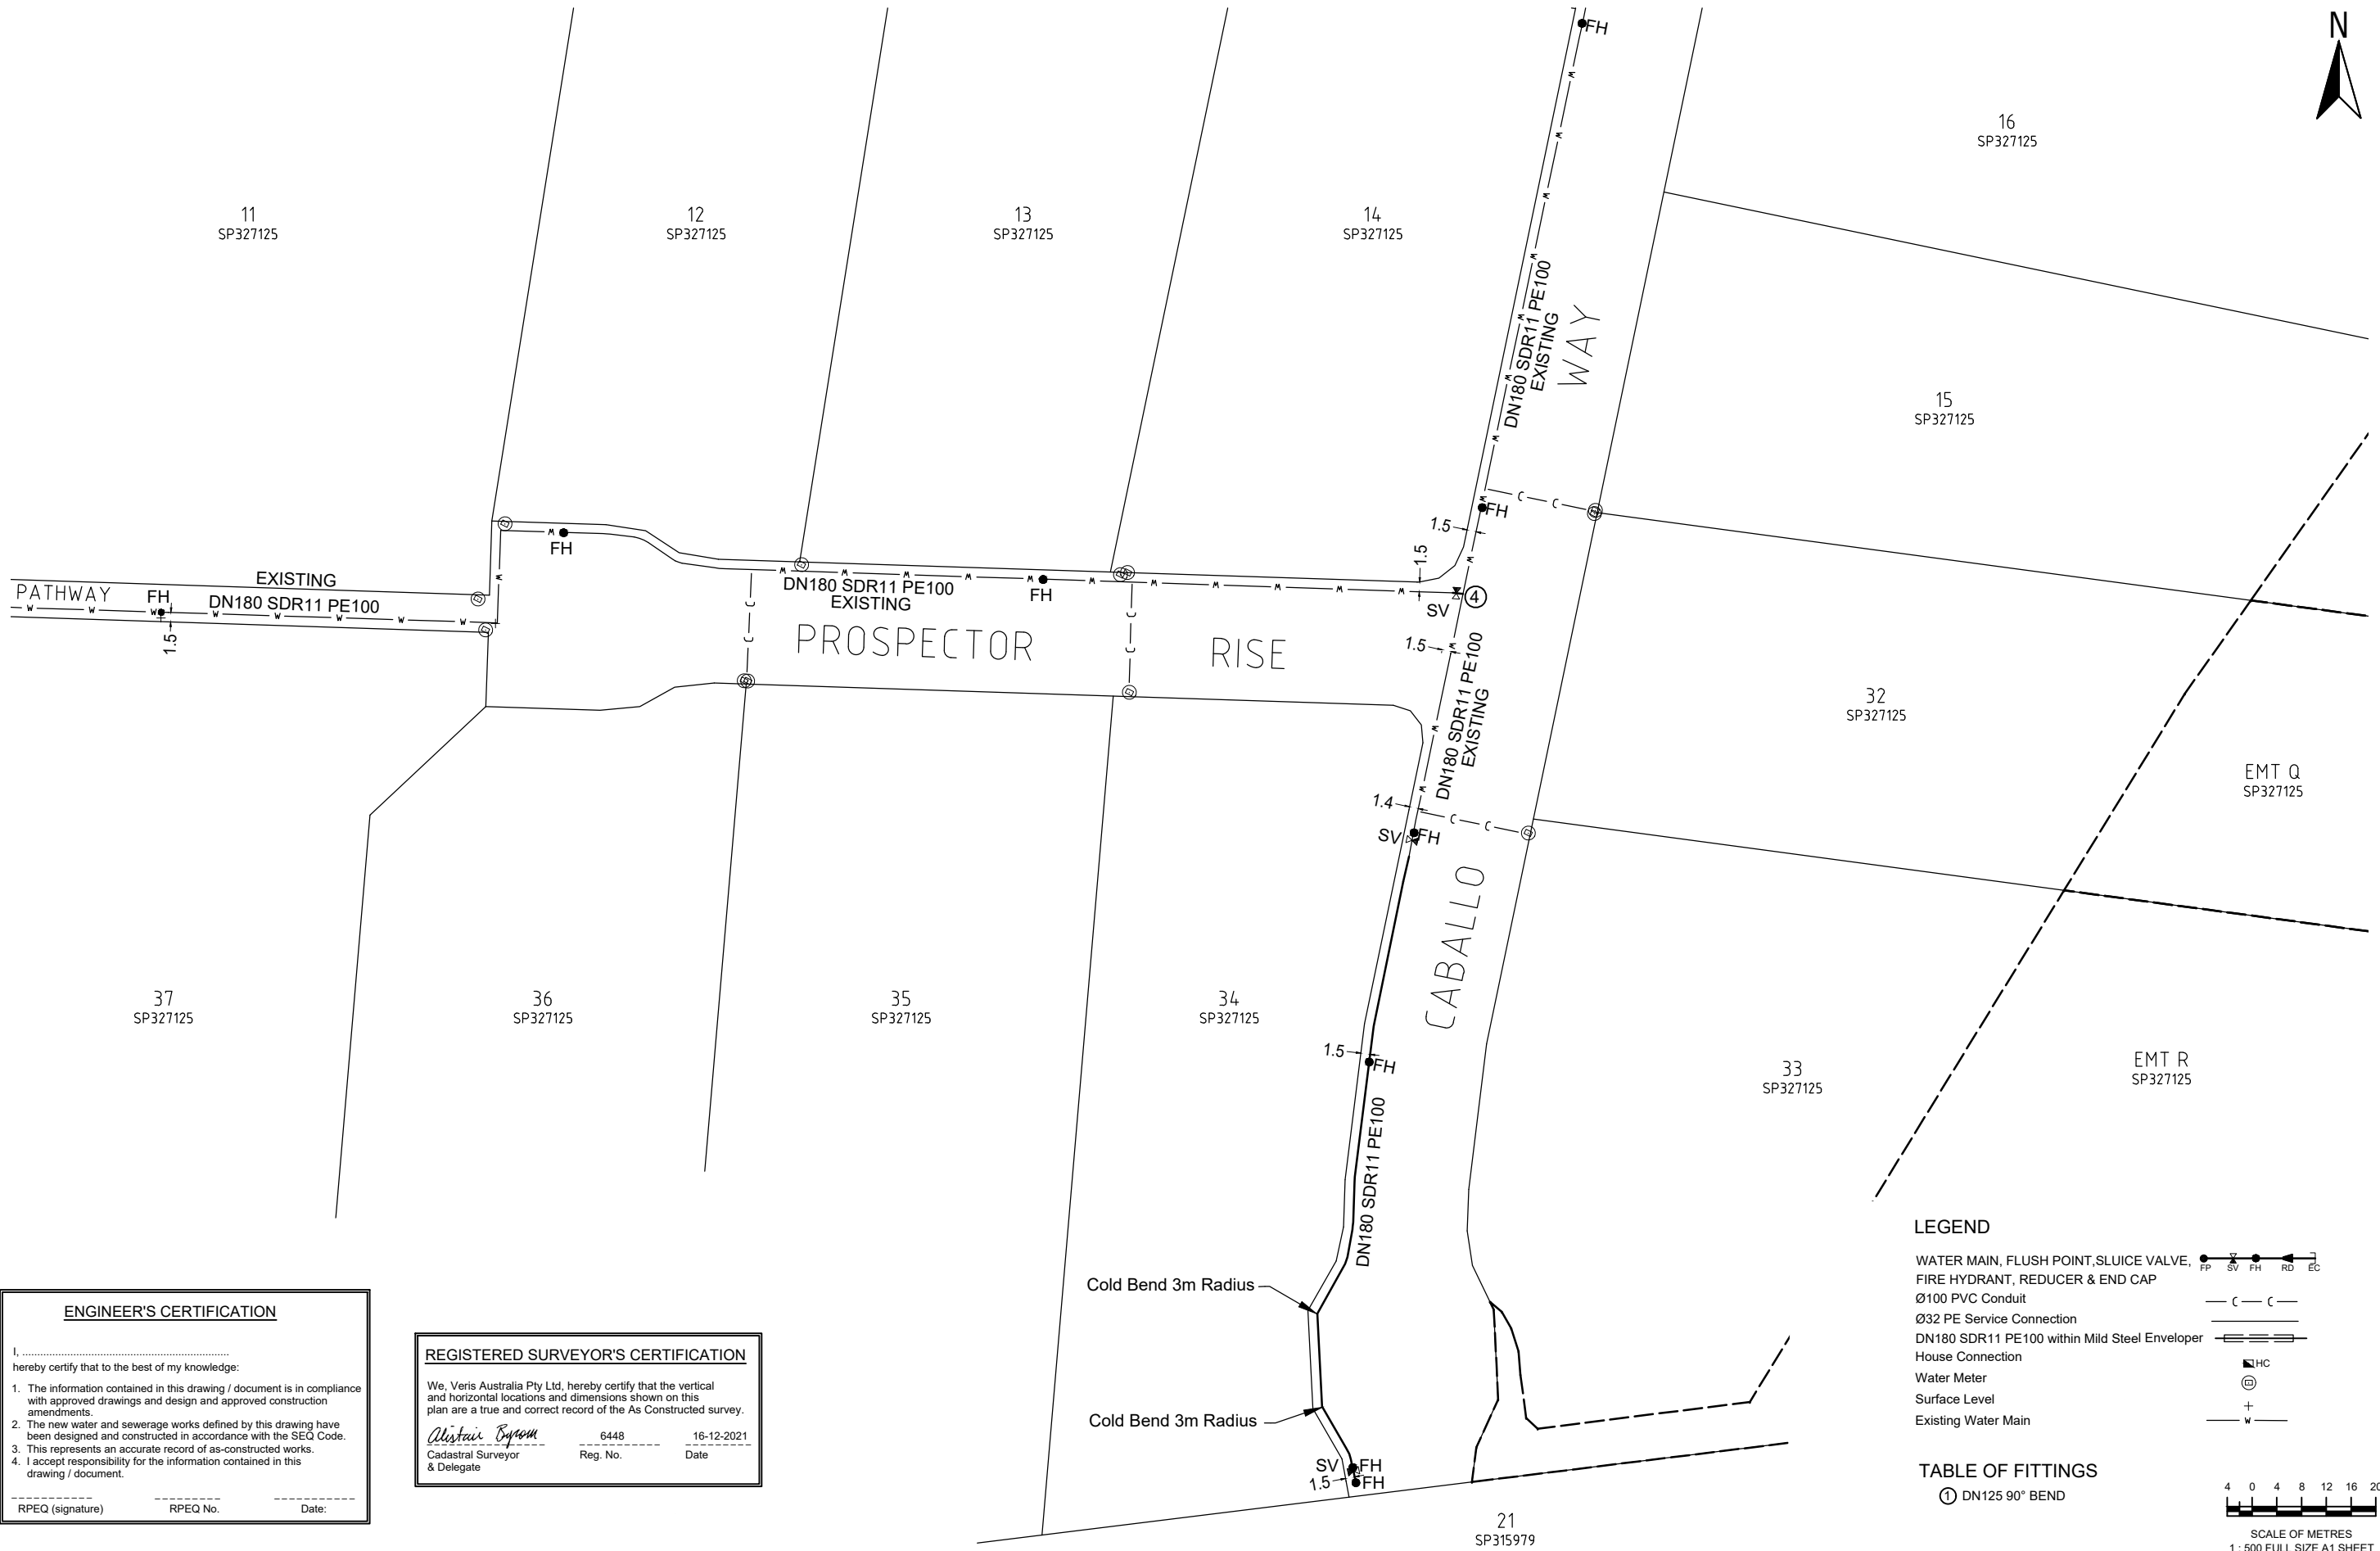 N
FH
16
SP327125
11
SP327125
12
SP327125
13
SP327125
14
SP327125
DN180 SDR11 PE100
EXISTING
WAY
15
SP327125
FH
1.5
1.5
FH
EXISTING
PATHWAY
FH
DN180 SDR11 PE100
1.5
DN180 SDR11 PE100
EXISTING
FH
SV
4
PROSPECTOR RISE
1.5
DN180 SDR11 PE100
EXISTING
32
SP327125
EMT Q
SP327125
1.4
SV
FH
CABALLO
37
SP327125
36
SP327125
35
SP327125
34
SP327125
1.5
FH
33
SP327125
EMT R
SP327125
DN180 SDR11 PE100
Cold Bend 3m Radius
Cold Bend 3m Radius
SV
FH
1.5
FH
21
SP315979
ENGINEER'S CERTIFICATION
I, ......................................................................
hereby certify that to the best of my knowledge:
1. The information contained in this drawing / document is in compliance
with approved drawings and design and approved construction
amendments.
2. The new water and sewerage works defined by this drawing have
been designed and constructed in accordance with the SEQ Code.
3. This represents an accurate record of as-constructed works.
4. I accept responsibility for the information contained in this
drawing / document.
RPEQ (signature) RPEQ No. Date:
REGISTERED SURVEYOR'S CERTIFICATION
We, Veris Australia Pty Ltd, hereby certify that the vertical
and horizontal locations and dimensions shown on this
plan are a true and correct record of the As Constructed survey.
Alistair Byrom 6448 16-12-2021
Cadastral Surveyor Reg. No. Date
& Delegate
LEGEND
WATER MAIN, FLUSH POINT,SLUICE VALVE,
FP SV FH RD EC
FIRE HYDRANT, REDUCER & END CAP
Ø100 PVC Conduit C C
Ø32 PE Service Connection
DN180 SDR11 PE100 within Mild Steel Enveloper
House Connection HC
Water Meter
Surface Level
Existing Water Main W
TABLE OF FITTINGS
1 DN125 90° BEND
4 0 4 8 12 16 20
SCALE OF METRES
1 : 500 FULL SIZE A1 SHEET